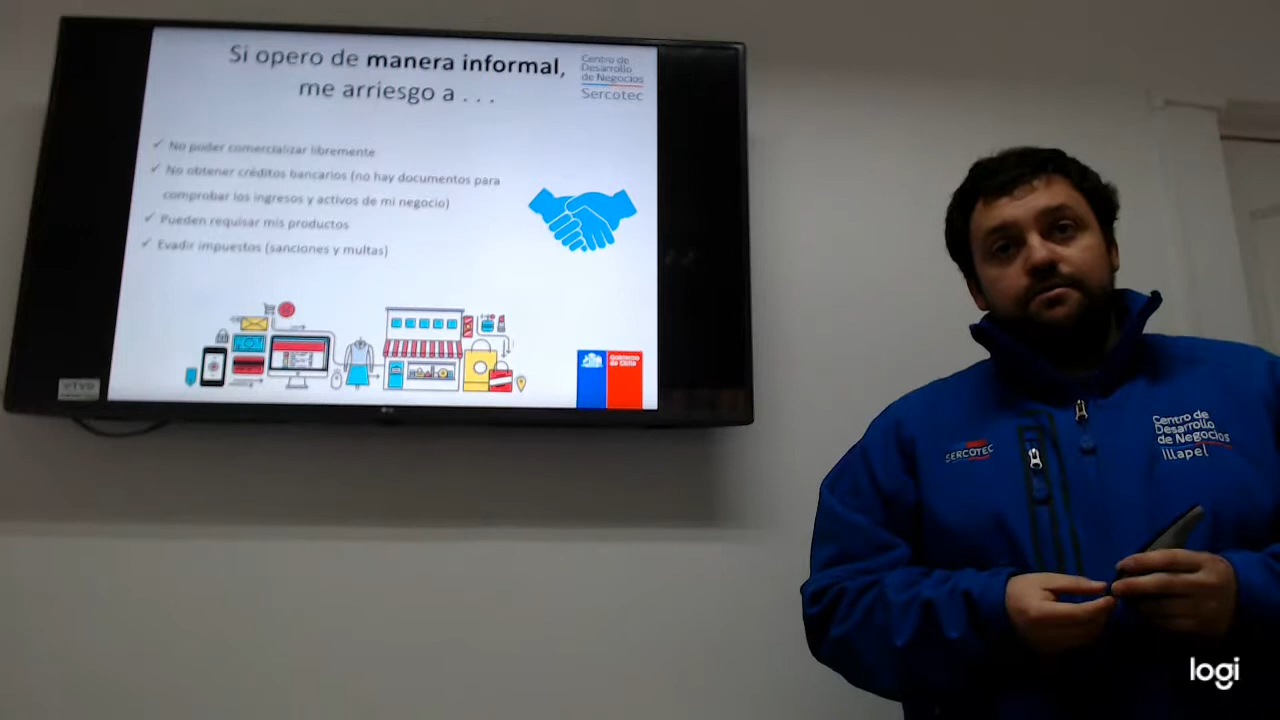 Si opero de manera informal,
me arriesgo a . . .
Centro de
Desarrollo
de Negocios
Sercotec
✓ No poder comercializar libremente
✓ No obtener créditos bancarios (no hay documentos para
comprobar los ingresos y activos de mi negocio)
✓ Pueden requisar mis productos
✓ Evadir impuestos (sanciones y multas)
Gobierno
de Chile
LG
SERCOTEC
Centro de
Desarrollo
de Negocios
Illapel
logi